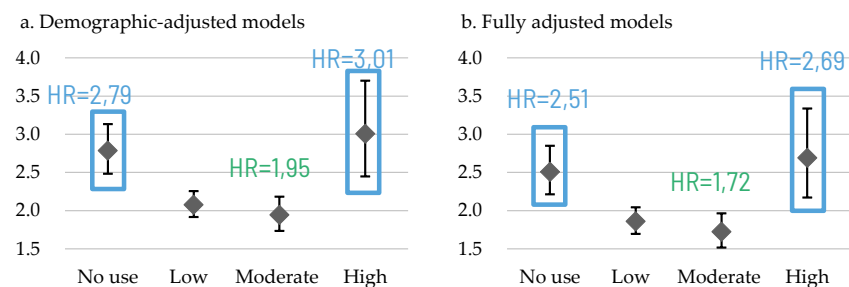 a. Demographic-adjusted models
4.0
3.5
3.0
2.5
2.0
1.5
HR=2,79
HR=1,95
HR=3,01
No use Low Moderate High
b. Fully adjusted models
4.0
3.5
3.0
2.5
2.0
1.5
HR=2,51
HR=1,72
HR=2,69
No use Low Moderate High